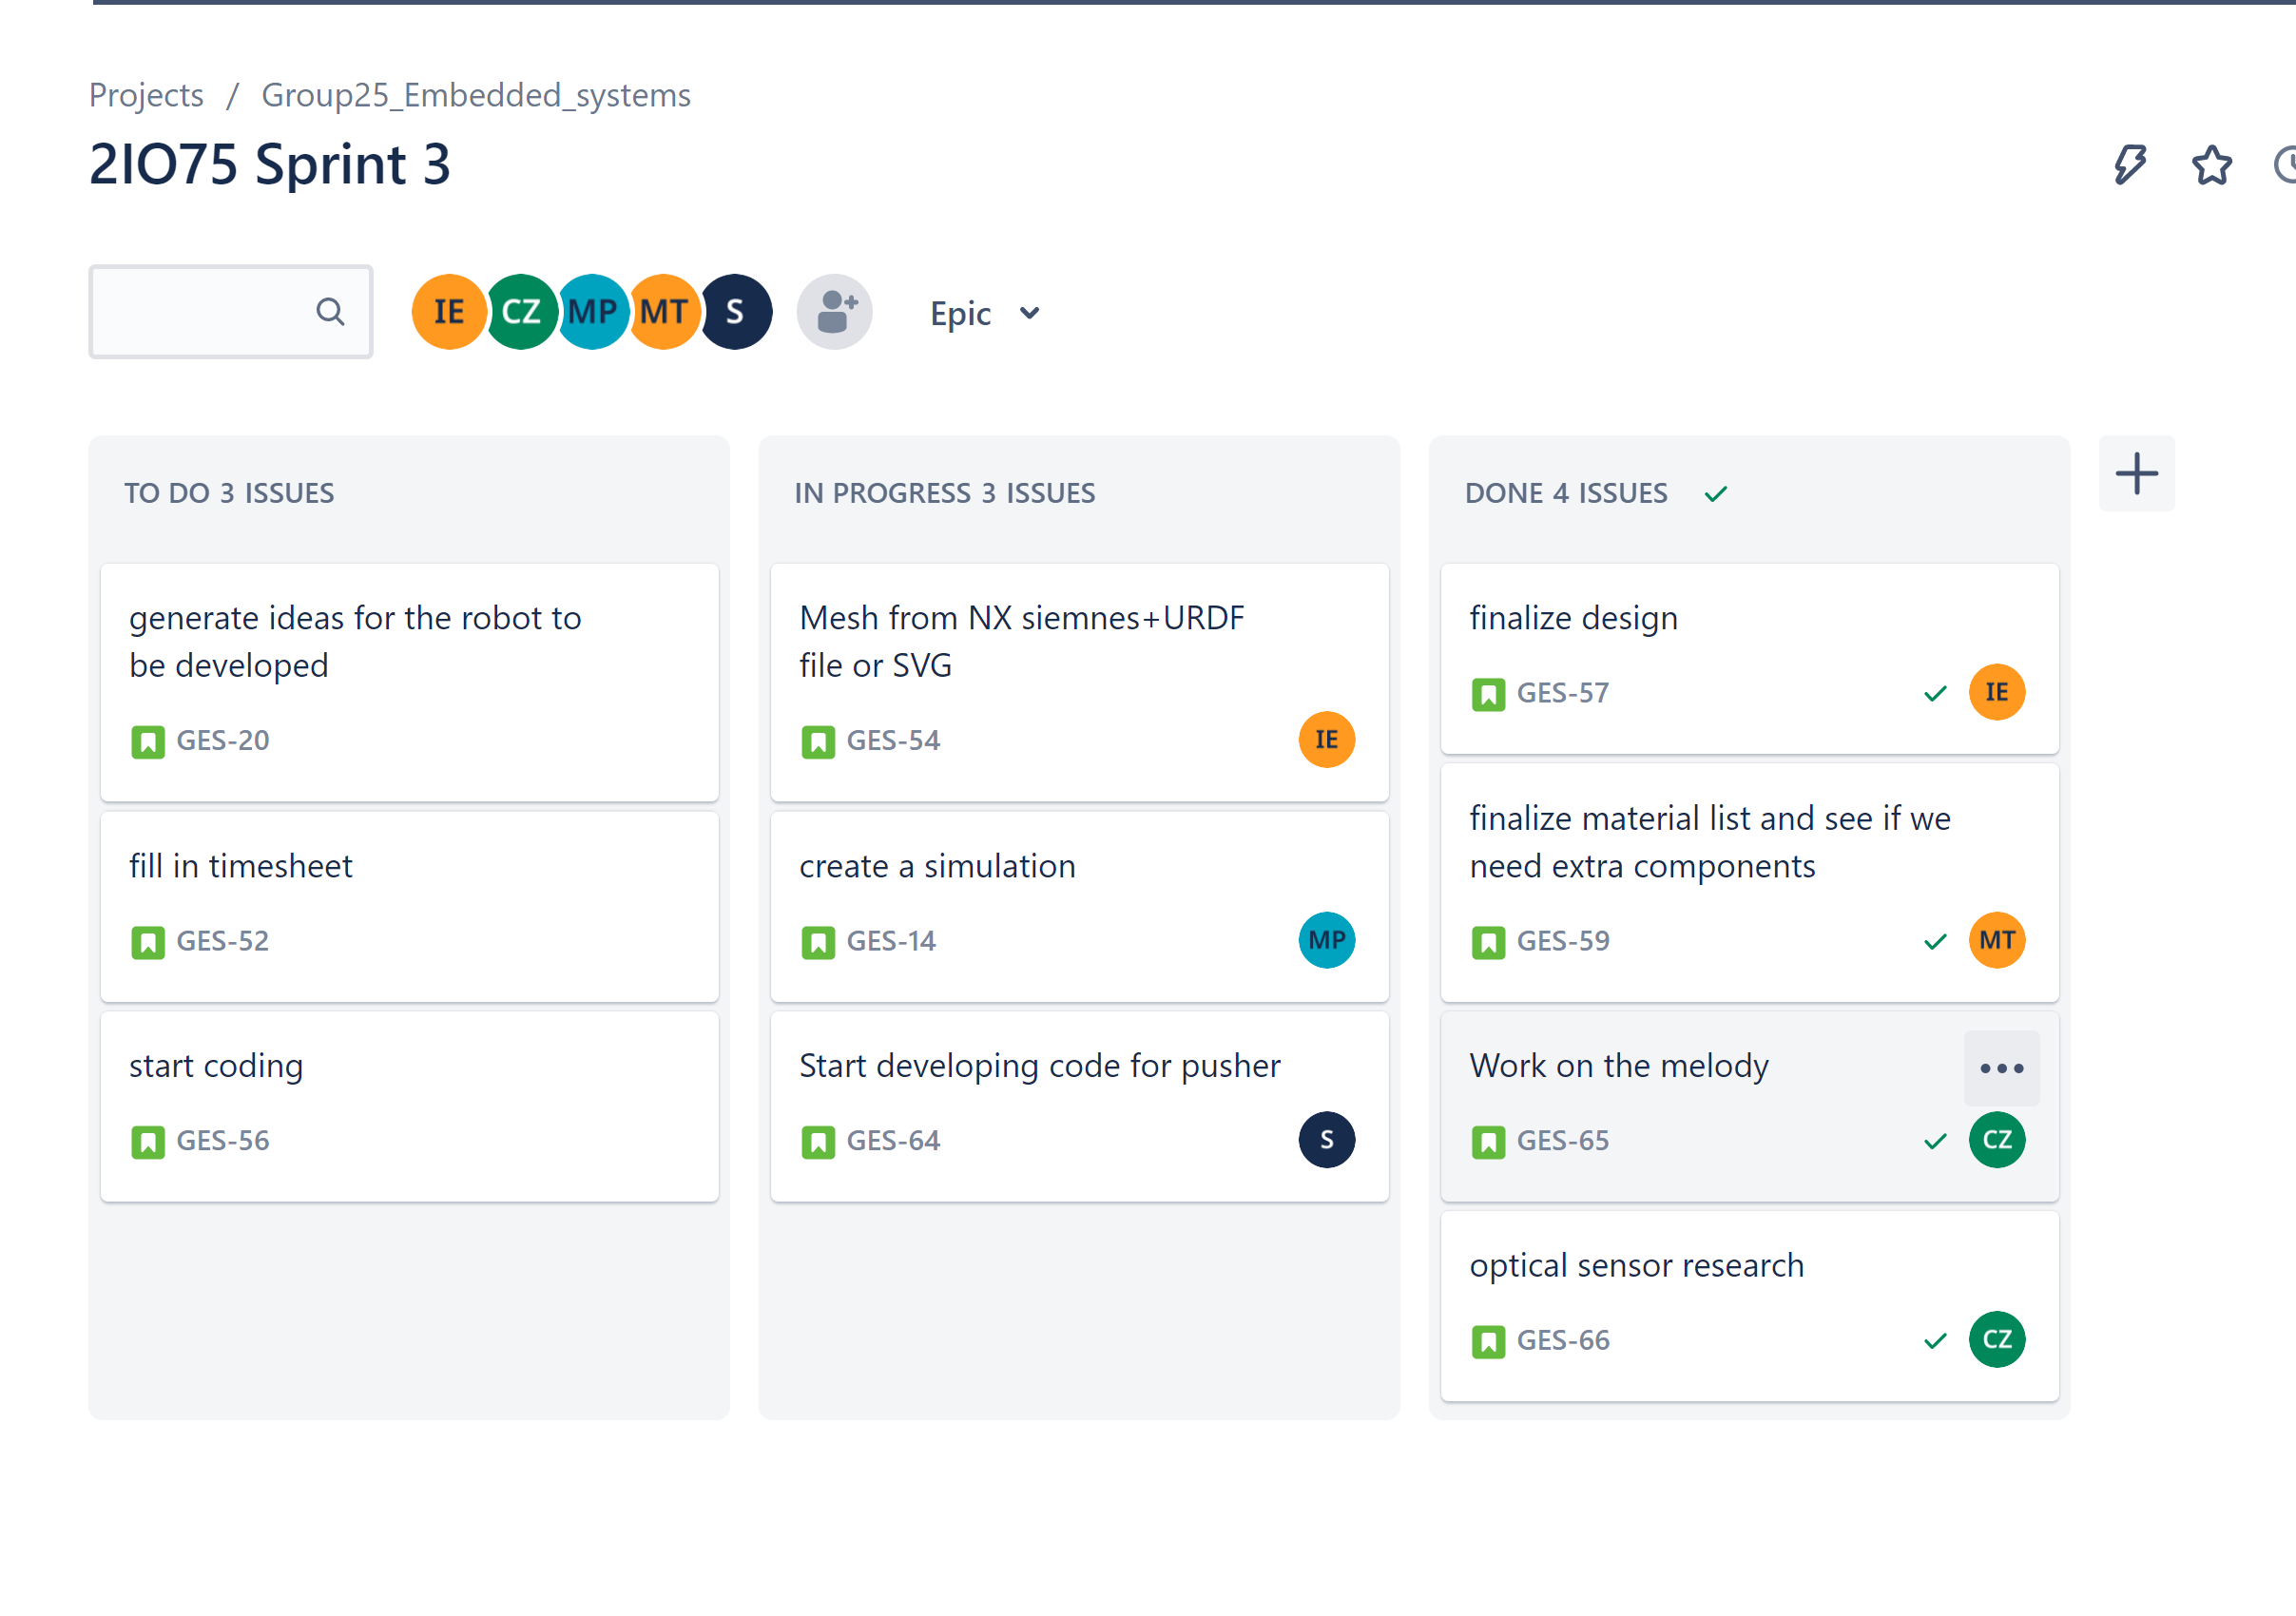 Projects / Group25_Embedded_systems
2IO75 Sprint 3
IE CZ MP MT S Epic
TO DO 3 ISSUES
generate ideas for the robot to
be developed
GES-20
fill in timesheet
GES-52
start coding
GES-56
IN PROGRESS 3 ISSUES
Mesh from NX siemnes+URDF
file or SVG
GES-54 IE
create a simulation
GES-14 MP
Start developing code for pusher
GES-64 S
DONE 4 ISSUES
finalize design
GES-57 IE
finalize material list and see if we
need extra components
GES-59 MT
Work on the melody
GES-65 CZ
optical sensor research
GES-66 CZ